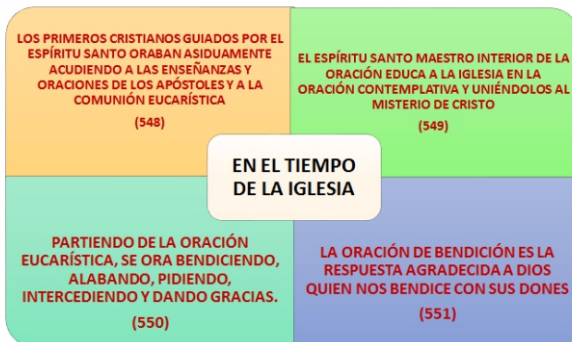 LOS PRIMEROS CRISTIANOS GUIADOS POR EL
ESPÍRITU SANTO ORABAN ASIDUAMENTE
ACUDIENDO A LAS ENSEÑANZAS Y
ORACIONES DE LOS APÓSTOLES Y A LA
COMUNIÓN EUCARÍSTICA
(548)
EL ESPÍRITU SANTO MAESTRO INTERIOR DE LA
ORACIÓN EDUCA A LA IGLESIA EN LA
ORACIÓN CONTEMPLATIVA Y UNIÉNDOLOS AL
MISTERIO DE CRISTO
(549)
EN EL TIEMPO
DE LA IGLESIA
PARTIENDO DE LA ORACIÓN
EUCARÍSTICA, SE ORA BENDICIENDO,
ALABANDO, PIDIENDO,
INTERCEDIENDO Y DANDO GRACIAS.
(550)
LA ORACIÓN DE BENDICIÓN ES LA
RESPUESTA AGRADECIDA A DIOS
QUIEN NOS BENDICE CON SUS DONES
(551)